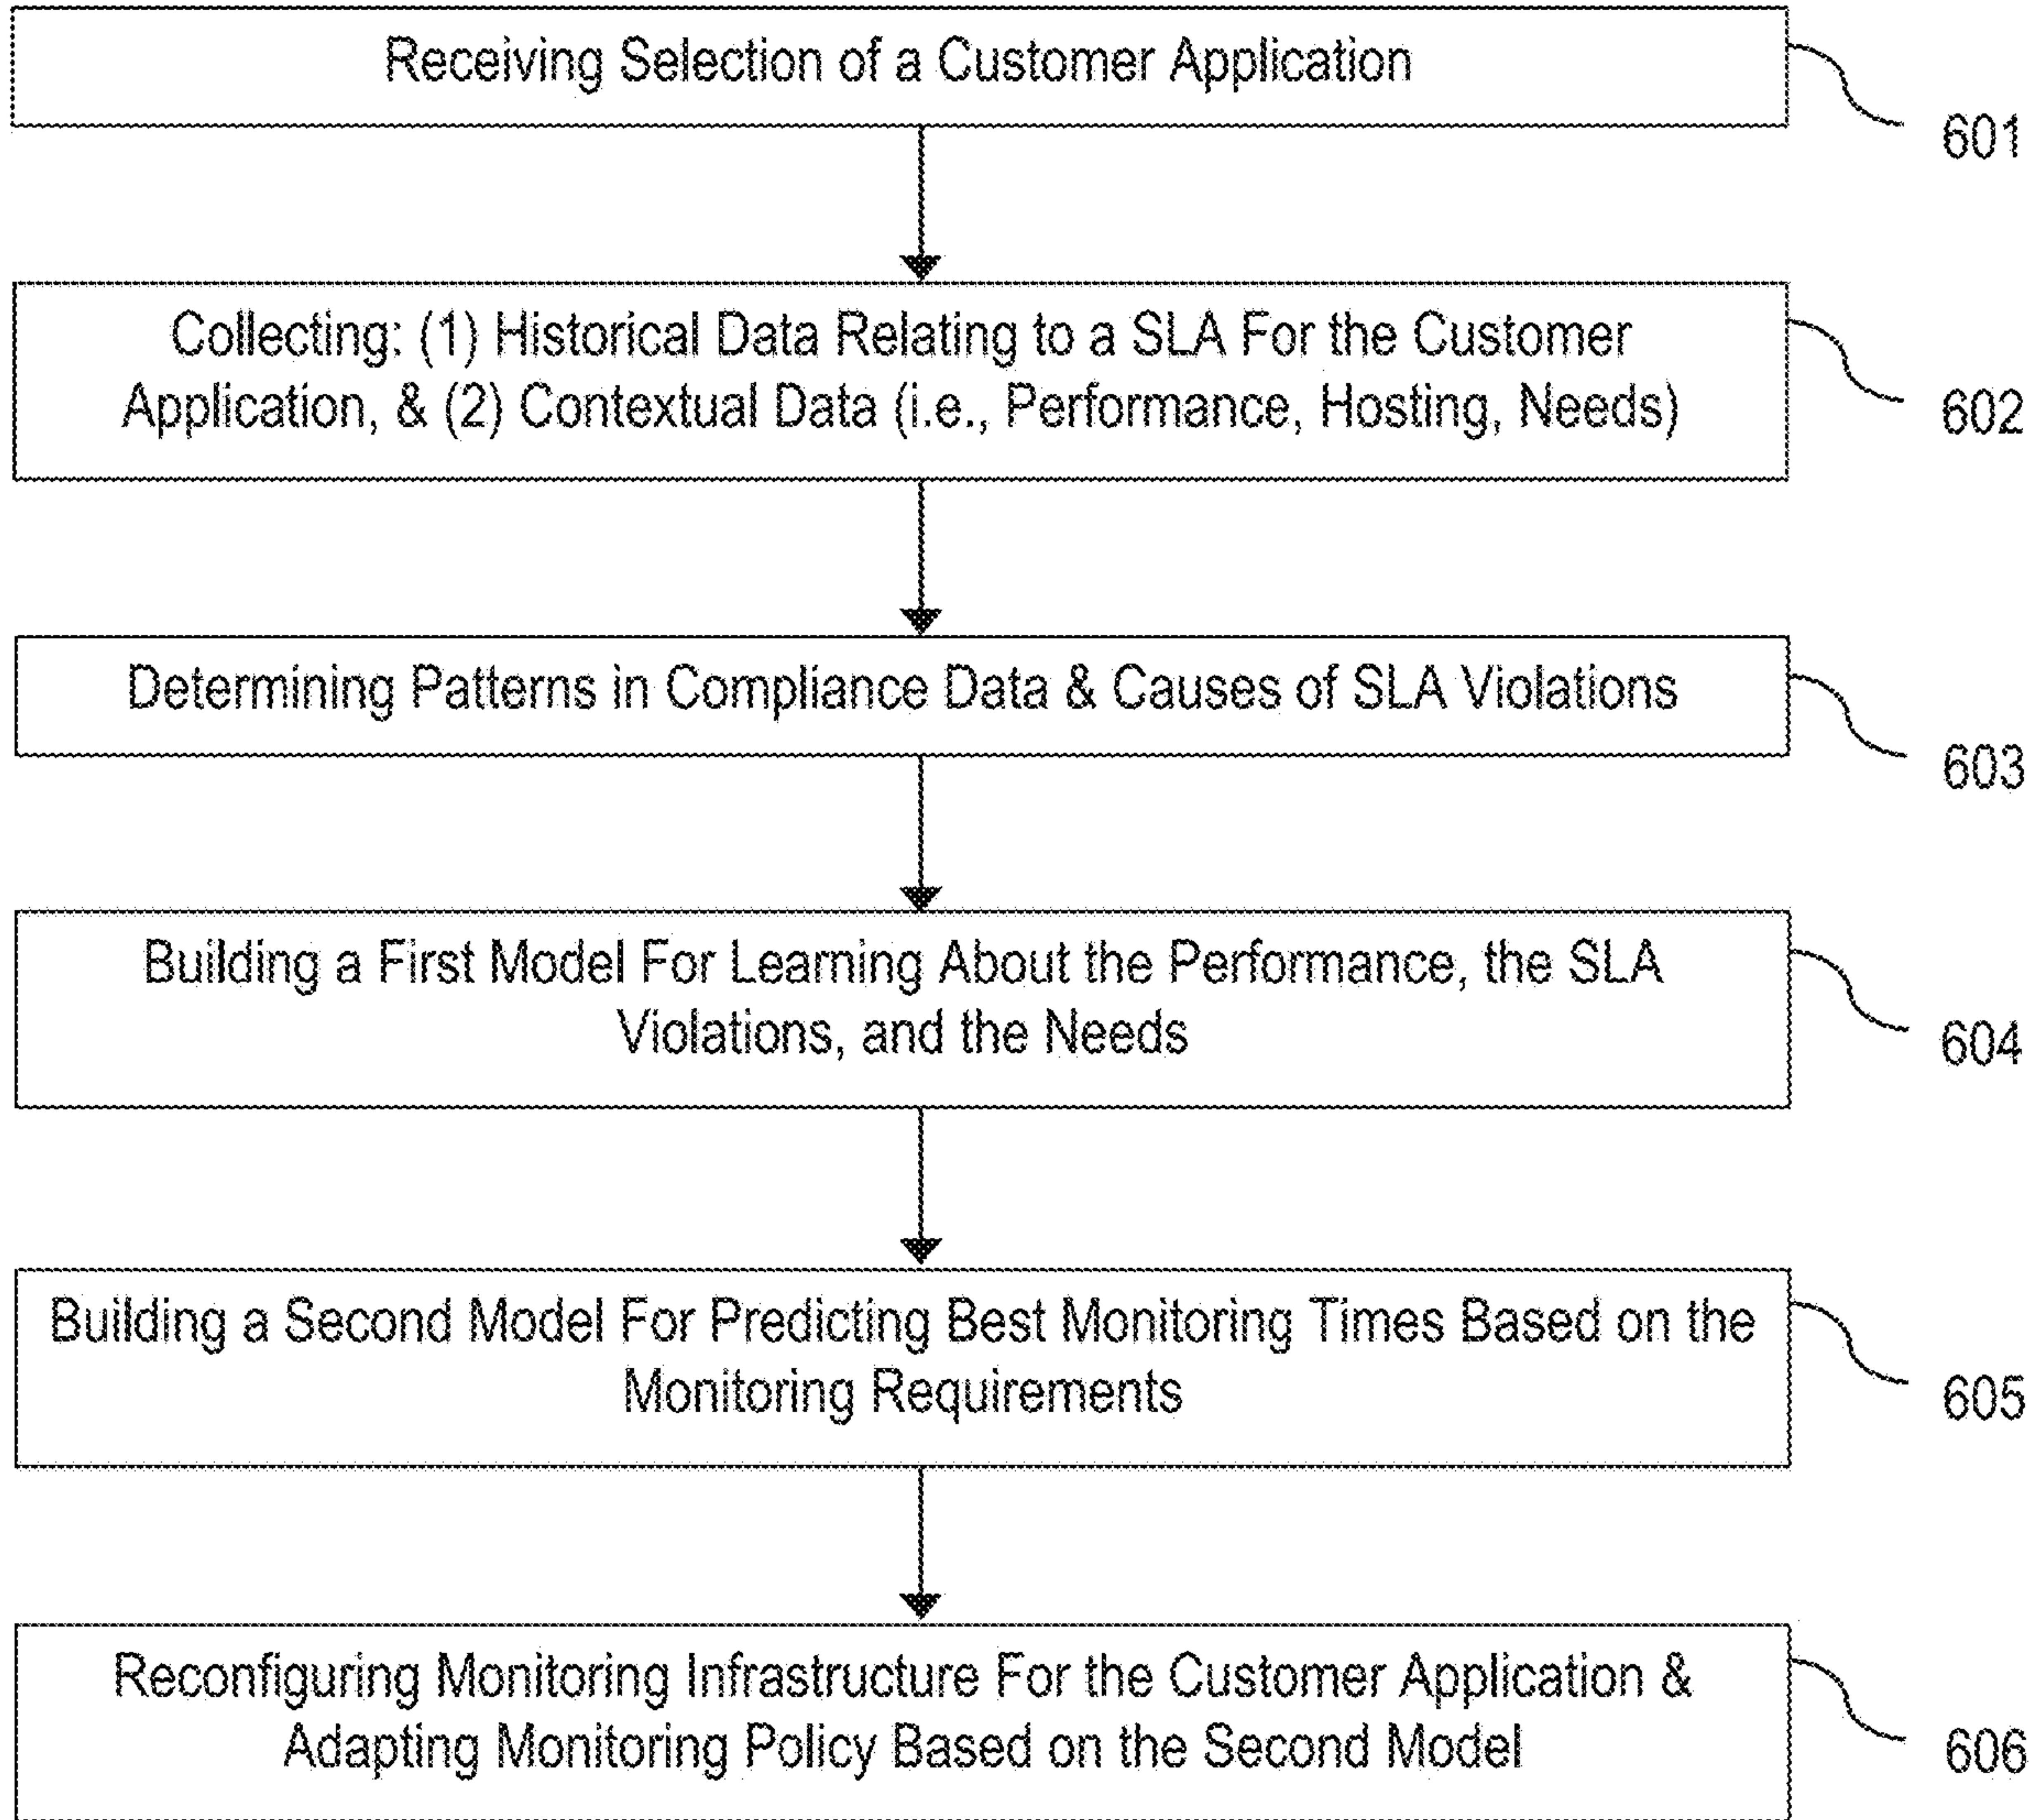 Receiving Selection of a Customer Application
601
Collecting: (1) Historical Data Relating to a SLA For the Customer
Application, & (2) Contextual Data (i.e., Performance, Hosting, Needs)
602
Determining Patterns in Compliance Data & Causes of SLA Violations
603
Building a First Model For Learning About the Performance, the SLA
Violations, and the Needs
604
Building a Second Model For Predicting Best Monitoring Times Based on the
Monitoring Requirements
605
Reconfiguring Monitoring Infrastructure For the Customer Application &
Adapting Monitoring Policy Based on the Second Model
606